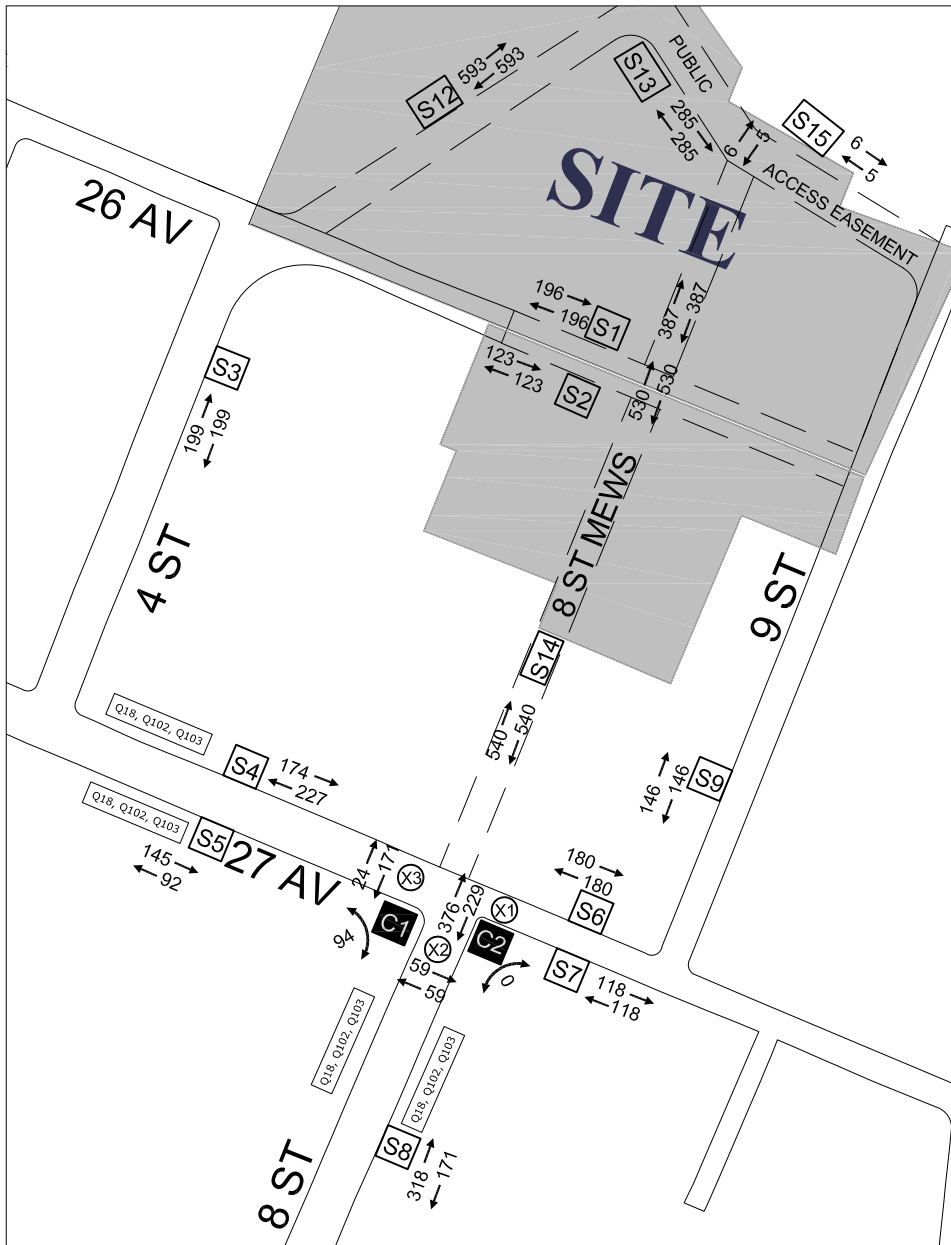 S12
593
593
S13
PUBLIC
285
285
6
5
S15
6
5
ACCESS EASEMENT
SITE
26 AV
196
196
S1
387
387
123
123
S2
530
530
S3
199
199
8 ST MEWS
4 ST
9 ST
S14
540
540
Q18, Q102, Q103
S4
174
227
Q18, Q102, Q103
S5
145
92
27 AV
S9
146
146
24
171
X3
376
229
X1
180
180
S6
C1
94
X2
59
59
C2
0
S7
118
118
Q18, Q102, Q103
Q18, Q102, Q103
S8
318
171
8 ST